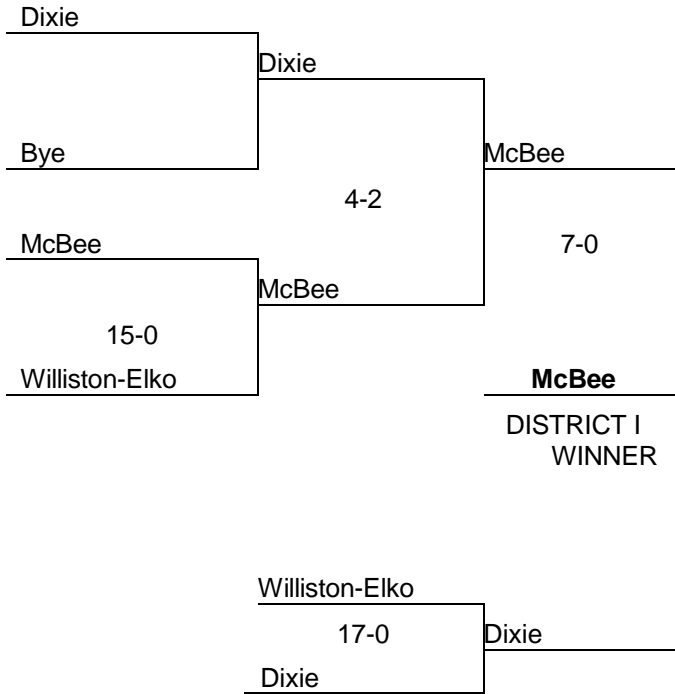 Dixie
Dixie
Bye
McBee
4-2
McBee
7-0
McBee
15-0
Williston-Elko
McBee
DISTRICT I
WINNER
Williston-Elko
17-0
Dixie
Dixie